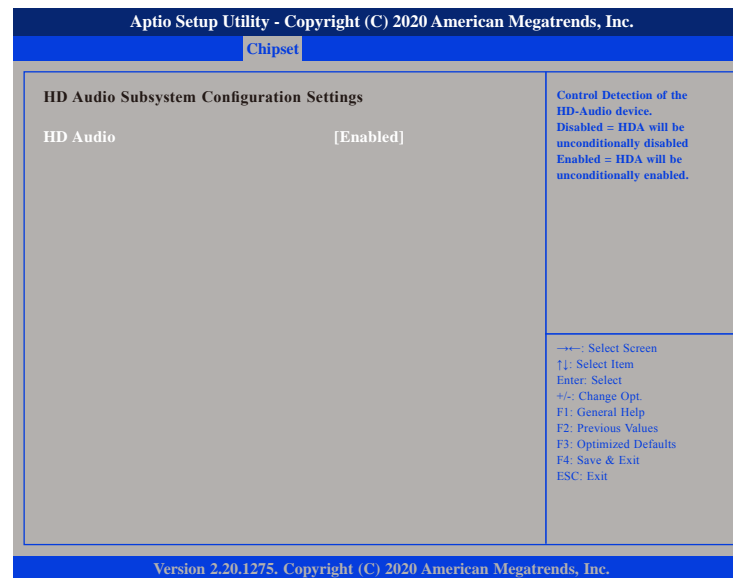 Aptio Setup Utility - Copyright (C) 2020 American Megatrends, Inc.
Chipset
HD Audio Subsystem Configuration Settings
HD Audio [Enabled]
Control Detection of the
HD-Audio device.
Disabled = HDA will be
unconditionally disabled
Enabled = HDA will be
unconditionally enabled.
→←: Select Screen
↑↓: Select Item
Enter: Select
+/-: Change Opt.
F1: General Help
F2: Previous Values
F3: Optimized Defaults
F4: Save & Exit
ESC: Exit
Version 2.20.1275. Copyright (C) 2020 American Megatrends, Inc.